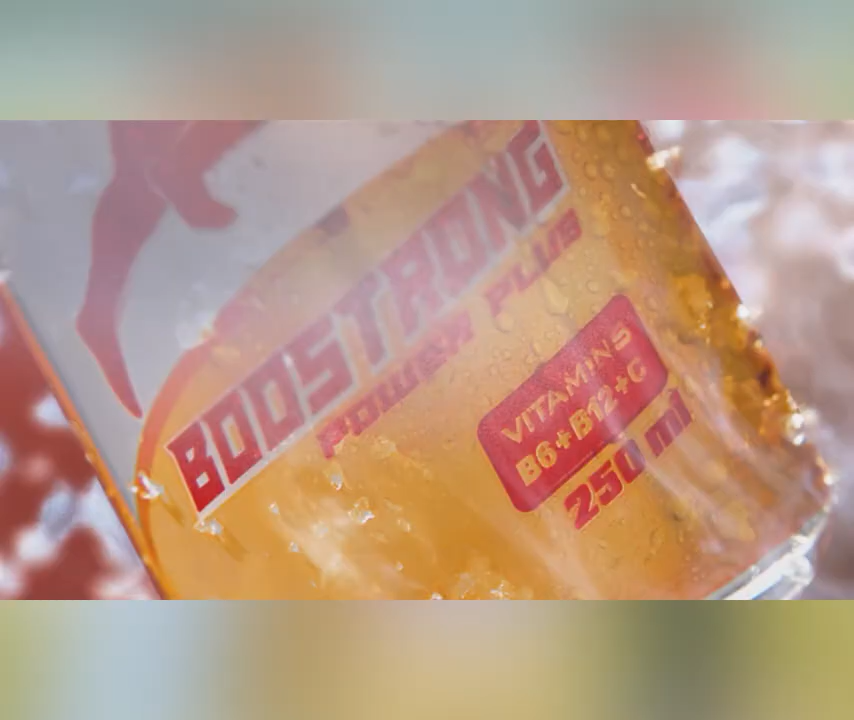 BOOSTRONG
POWER PLUS
VITAMINS
B6+B12+C
250 ml